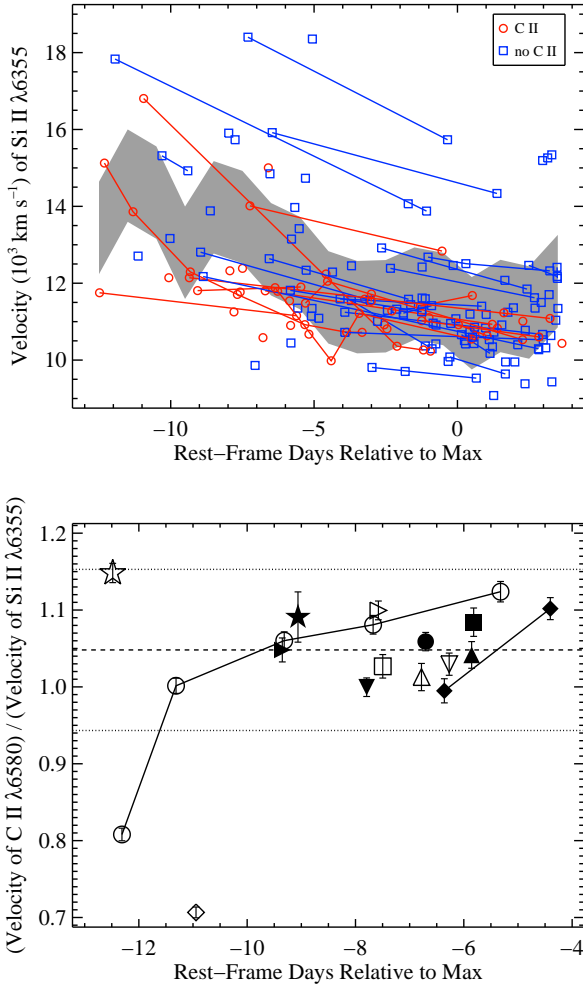 18
16
14
12
10
Velocity (10³ km s⁻¹) of Si II λ6355
C II
no C II
−10 −5 0
Rest−Frame Days Relative to Max
1.2
1.1
1.0
0.9
0.8
0.7
(Velocity of C II λ6580) / (Velocity of Si II λ6355)
−12 −10 −8 −6 −4
Rest−Frame Days Relative to Max